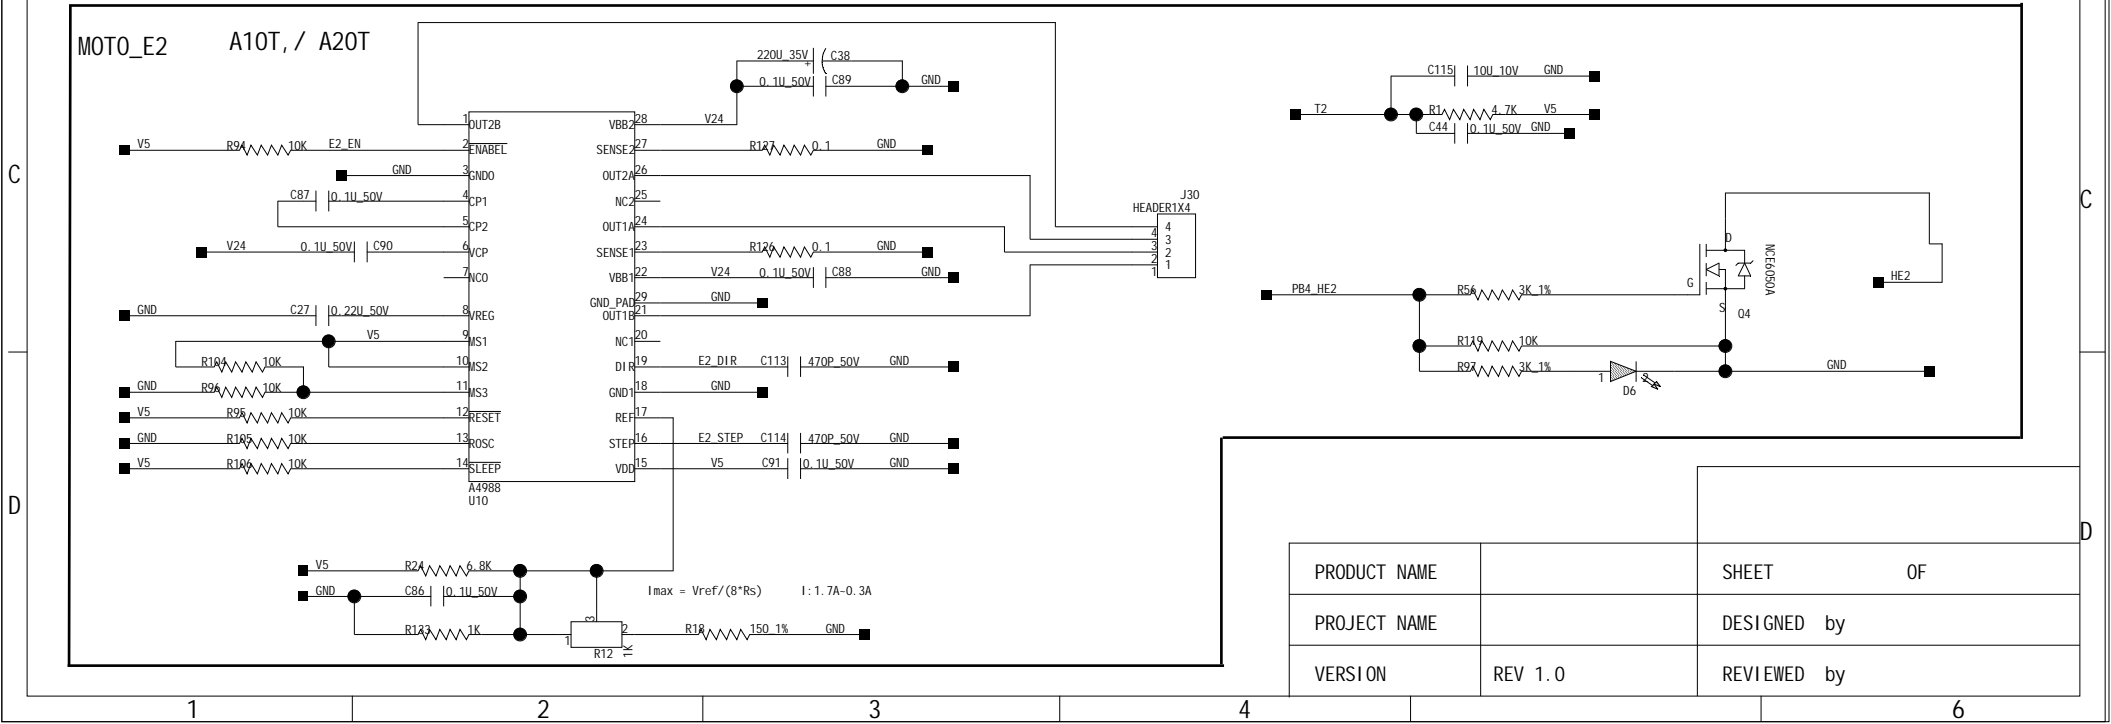 MOTO_E2 A10T,/ A20T
220U_35V + C38
0.1U_50V C89 GND
1 OUT2B VBB2 28 V24
V5 R94 10K E2_EN 2 ENABEL SENSE2 27 R127 0.1 GND
GND 3 GND0 OUT2A 26
C87 0.1U_50V 4 CP1 NC2 25
5 CP2 OUT1A 24
V24 0.1U_50V C90 6 VCP SENSE1 23 R126 0.1 GND
7 NC0 VBB1 22 V24 0.1U_50V C88 GND
GND_PAD 29 GND
GND C27 0.22U_50V 8 VREG OUT1B 21
V5 9 MS1 NC1 20
R104 10K 10 MS2 DIR 19 E2_DIR C113 470P_50V GND
GND R96 10K 11 MS3 GND1 18 GND
V5 R95 10K 12 RESET REF 17
GND R105 10K 13 ROSC STEP 16 E2_STEP C114 470P_50V GND
V5 R106 10K 14 SLEEP VDD 15 V5 C91 0.1U_50V GND
A4988
U10
J30
HEADER1X4
4 4
3 3
2 2
1 1
V5 R24 6.8K
GND C86 0.1U_50V
Imax = Vref/(8*Rs) I:1.7A~0.3A
R133 1K 1 3 2 R18 150_1% GND
R12 1K
C115 10U_10V GND
T2 R1 4.7K V5
C44 0.1U_50V GND
D
NCE6050A
HE2
G
PB4_HE2 R56 3K_1%
S
Q4
R119 10K
R97 3K_1% 1 2 GND
D6
C C
D D
PRODUCT NAME SHEET OF
PROJECT NAME DESIGNED by
VERSION REV 1.0 REVIEWED by
1 2 3 4 6